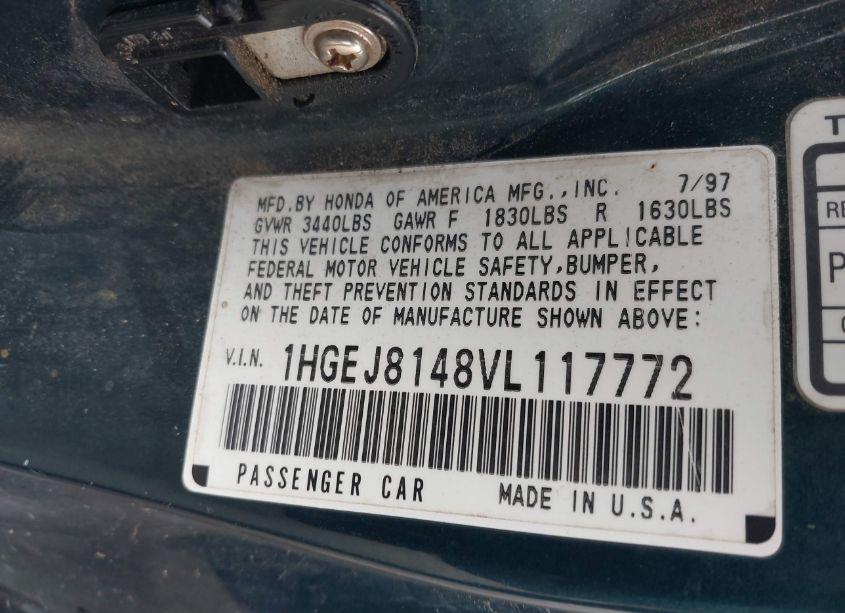 MFD. BY HONDA OF AMERICA MFG., INC. 7/97
GVWR 3440LBS GAWR F 1830LBS R 1630LBS
THIS VEHICLE CONFORMS TO ALL APPLICABLE
FEDERAL MOTOR VEHICLE SAFETY, BUMPER,
AND THEFT PREVENTION STANDARDS IN EFFECT
ON THE DATE OF MANUFACTURE SHOWN ABOVE:
V.I.N. 1HGEJ8148VL117772
PASSENGER CAR MADE IN U.S.A.